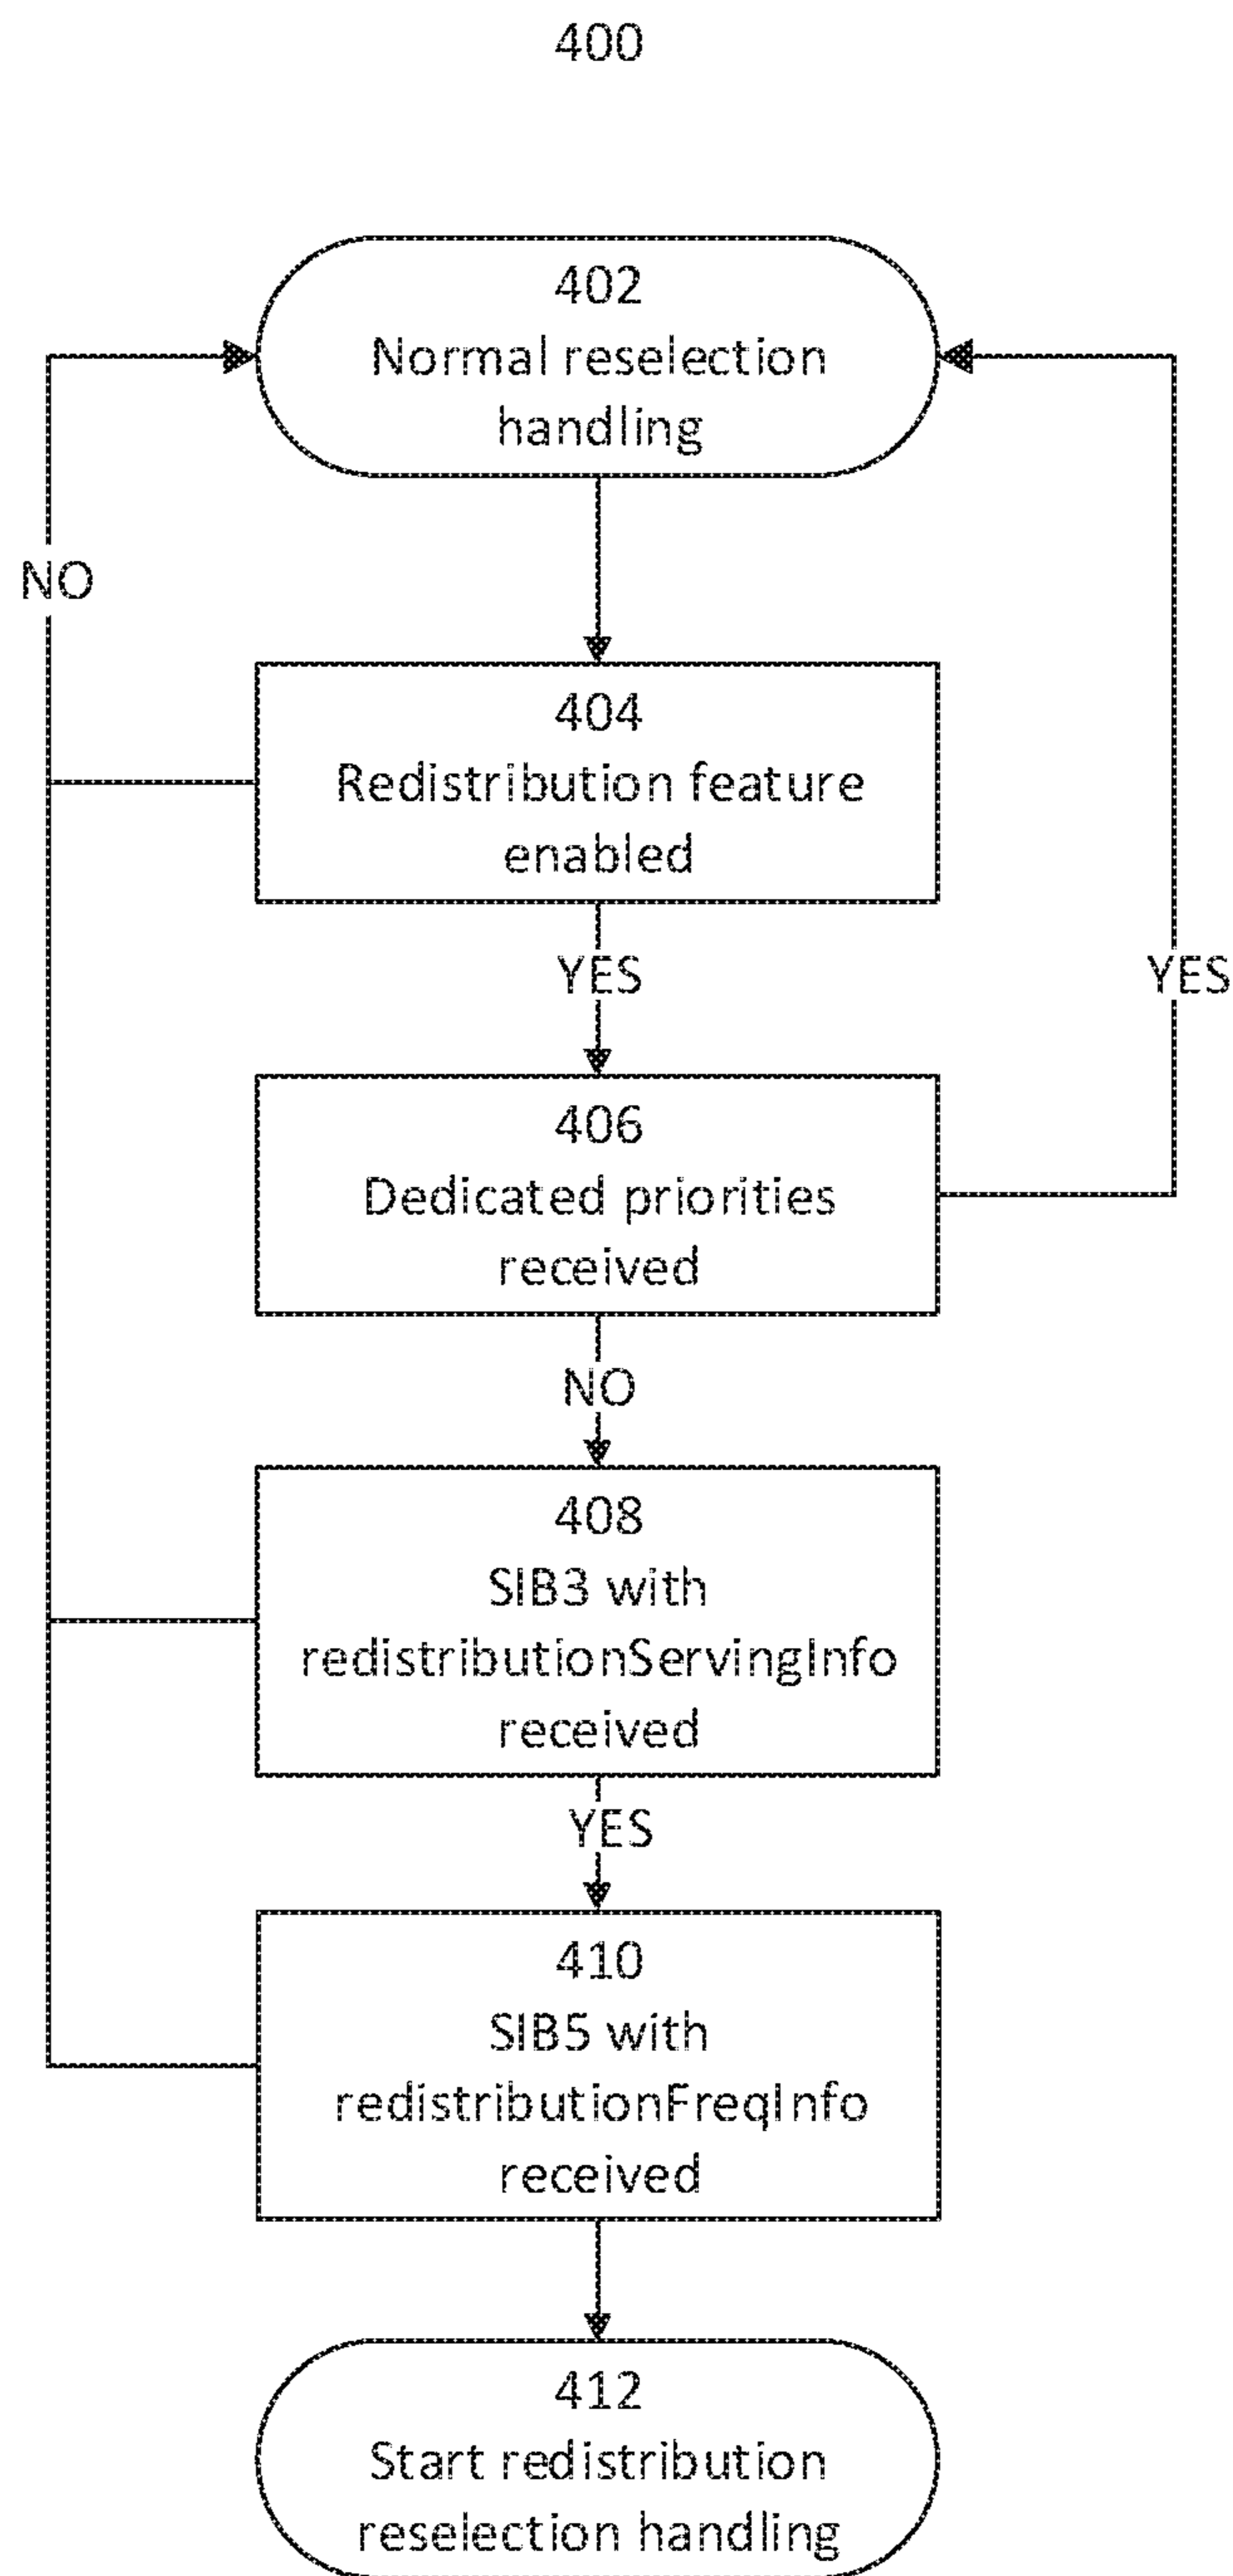 400
402
Normal reselection
handling
NO
404
Redistribution feature
enabled
YES
YES
406
Dedicated priorities
received
NO
408
SIB3 with
redistributionServingInfo
received
YES
410
SIB5 with
redistributionFreqInfo
received
412
Start redistribution
reselection handling